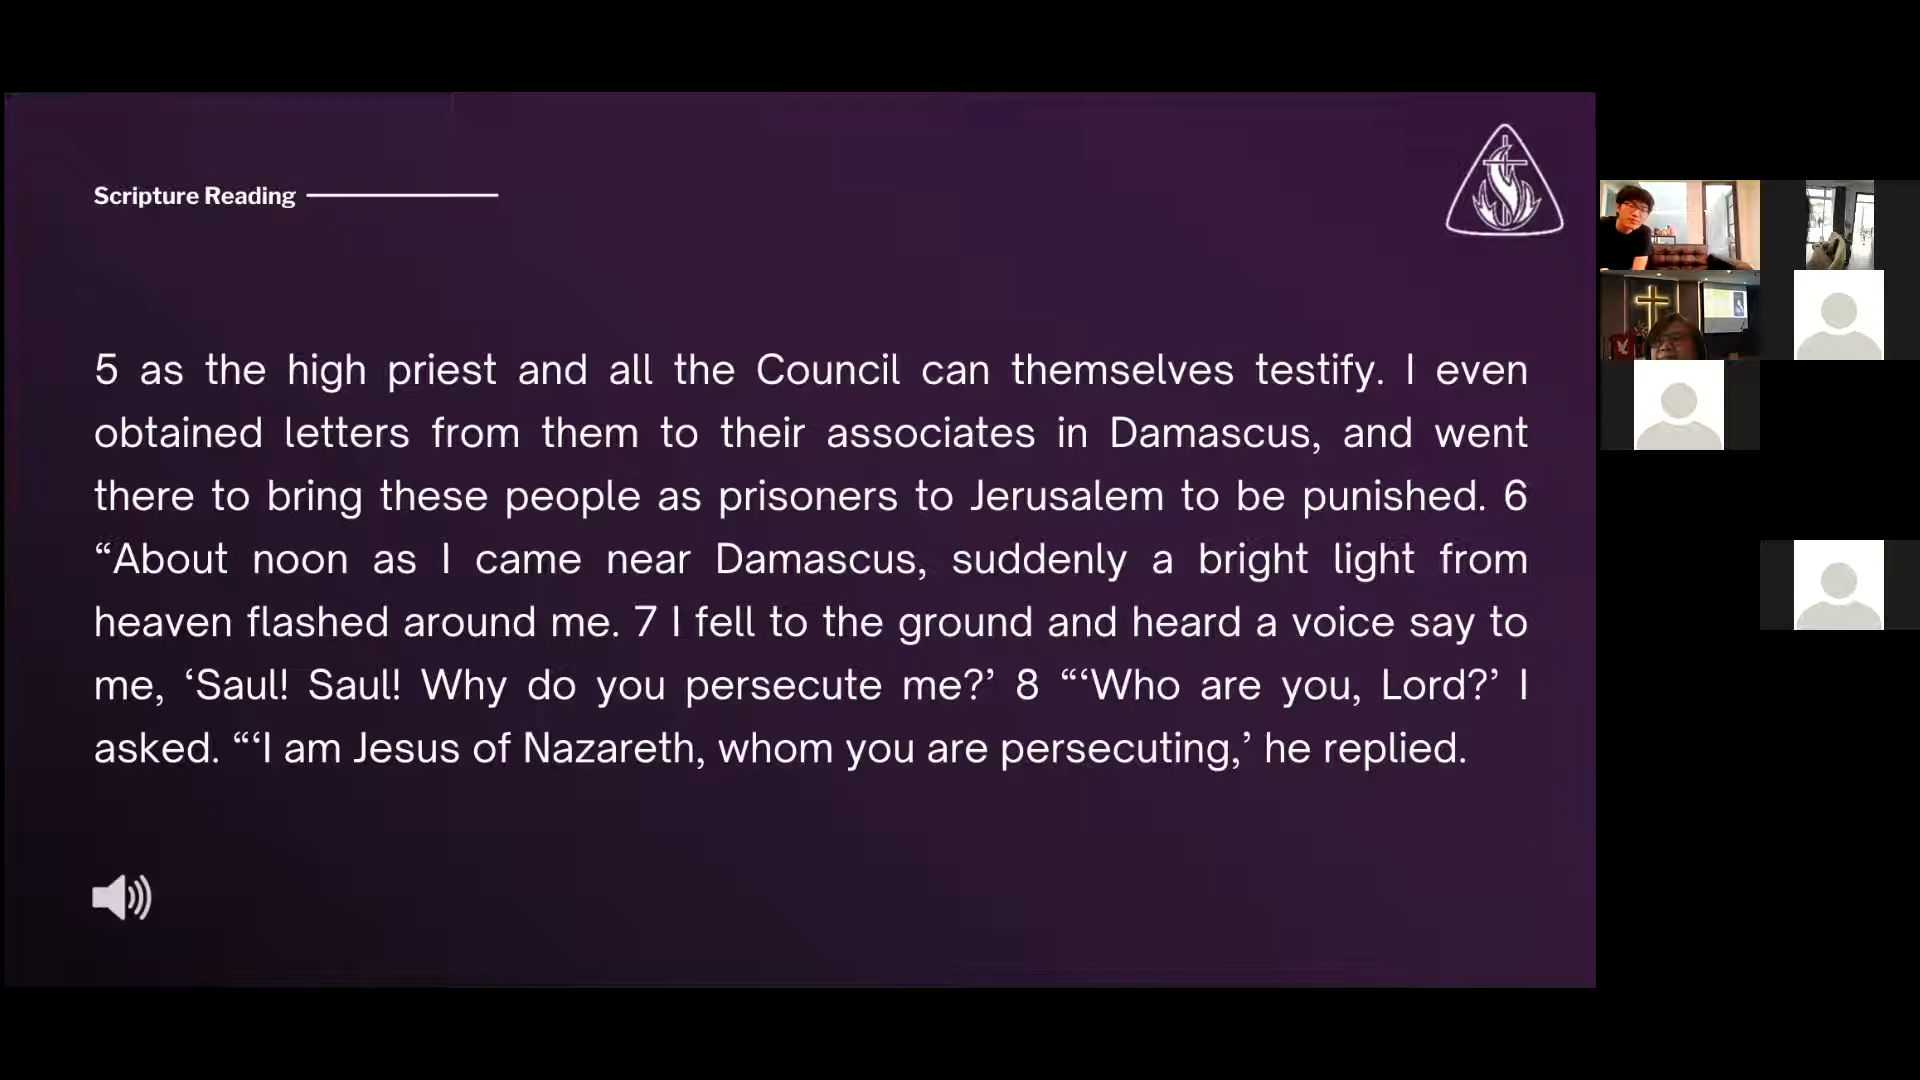 Scripture Reading
5 as the high priest and all the Council can themselves testify. I even
obtained letters from them to their associates in Damascus, and went
there to bring these people as prisoners to Jerusalem to be punished. 6
“About noon as I came near Damascus, suddenly a bright light from
heaven flashed around me. 7 I fell to the ground and heard a voice say to
me, ‘Saul! Saul! Why do you persecute me?’ 8 “‘Who are you, Lord?’ I
asked. “‘I am Jesus of Nazareth, whom you are persecuting,’ he replied.